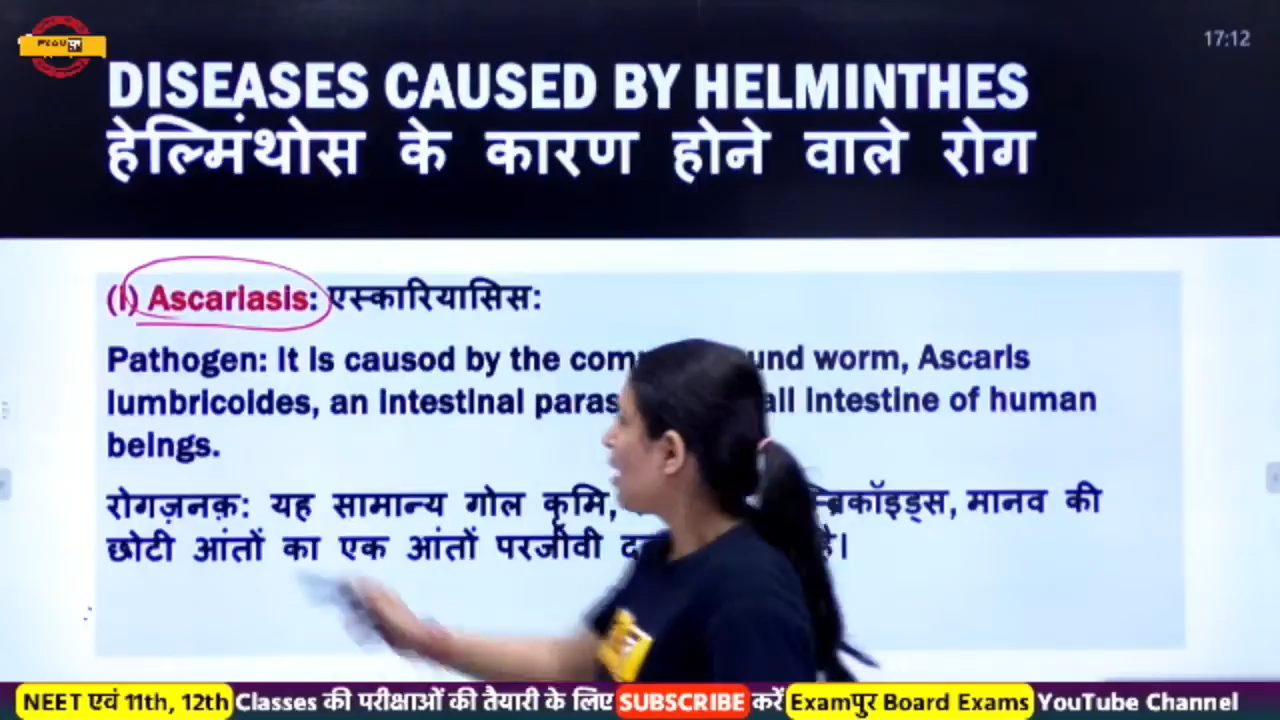 17:12
DISEASES CAUSED BY HELMINTHES
हेल्मिंथोस के कारण होने वाले रोग
(I) Ascariasis: एस्कारियासिस:
Pathogen: It is causod by the com und worm, Ascaris
lumbricoides, an intestinal paras all intestine of human
beings.
रोगज़नक़: यह सामान्य गोल कृमि, म्ब्रिकॉइड्स, मानव की
छोटी आंतों का एक आंतों परजीवी है।
NEET एवं 11th, 12th Classes की परीक्षाओं की तैयारी के लिए SUBSCRIBE करें Examपुर Board Exams YouTube Channel